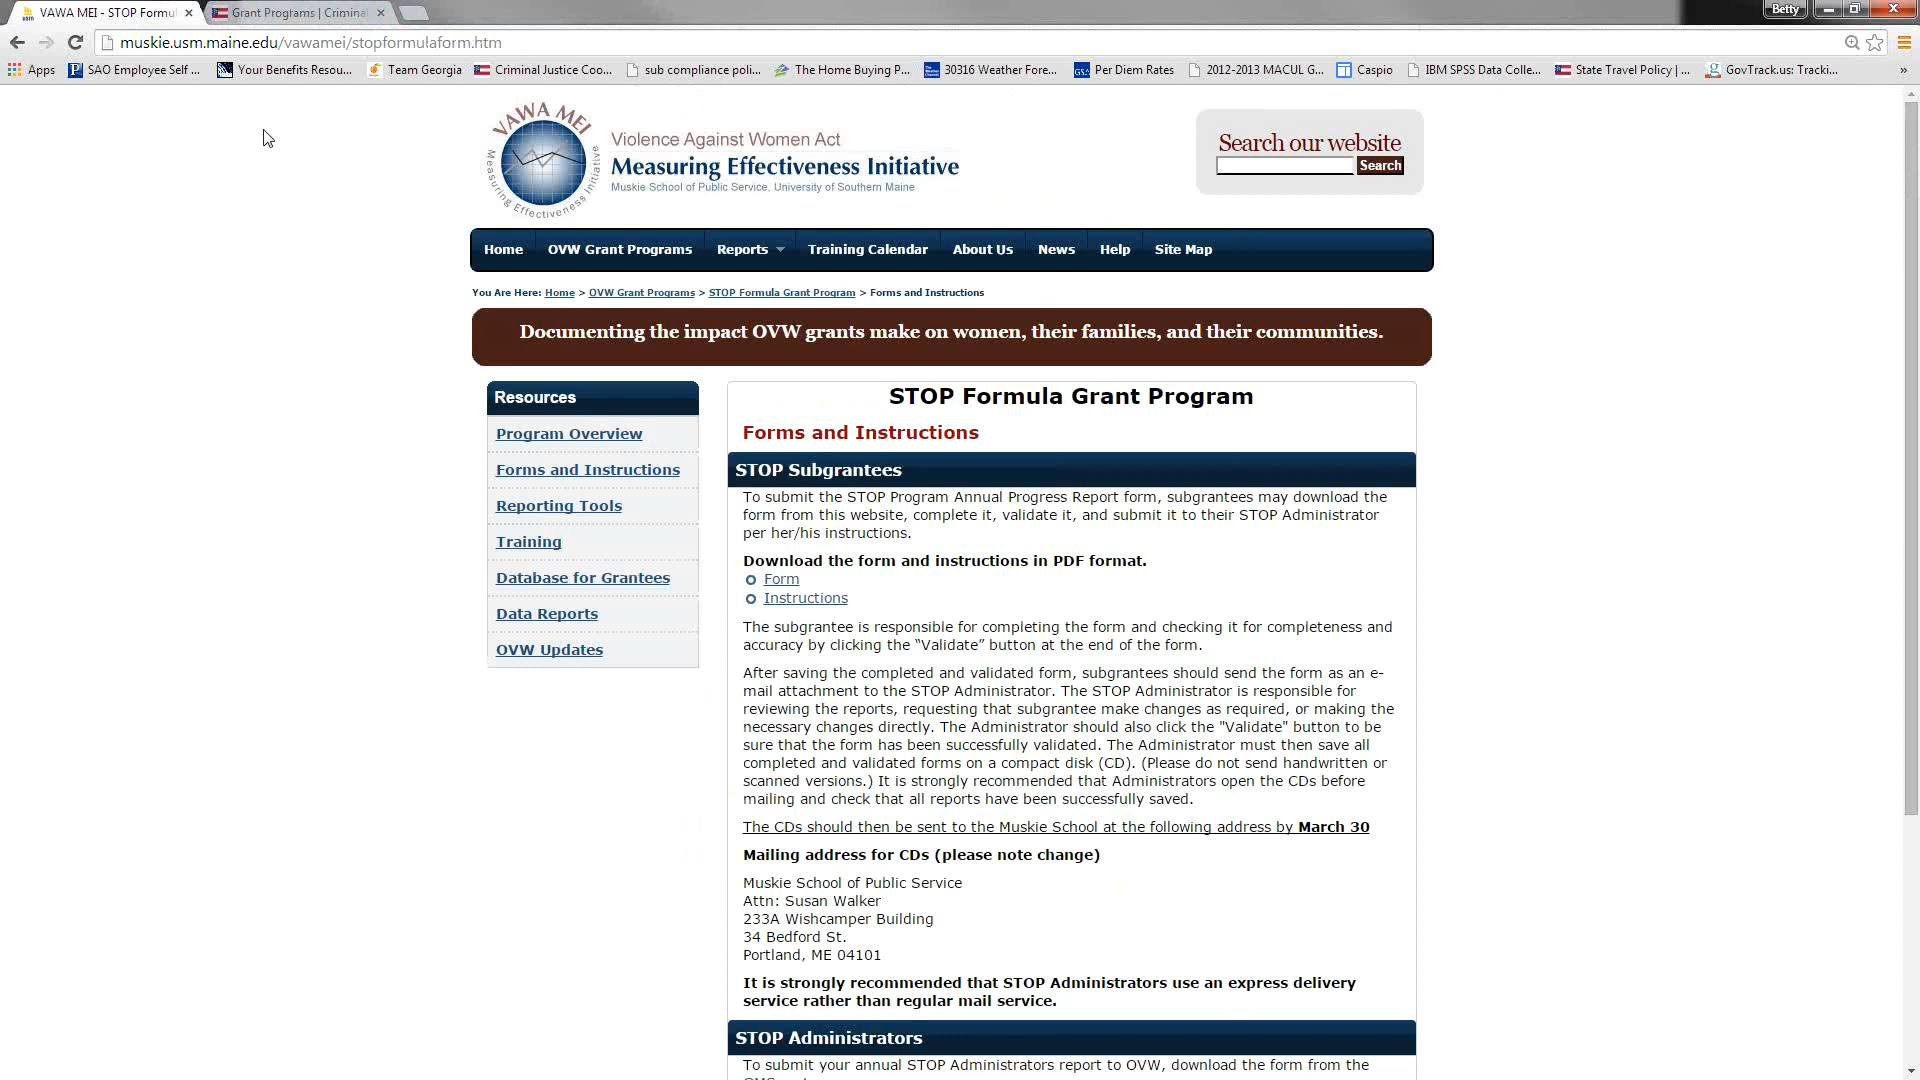 VAWA MEI - STOP Formul
Grant Programs | Criminal
Betty
muskie.usm.maine.edu/vawamei/stopformulaform.htm
Apps
SAO Employee Self ...
Your Benefits Resou...
Team Georgia
Criminal Justice Coo...
sub compliance poli...
The Home Buying P...
30316 Weather Fore...
Per Diem Rates
2012-2013 MACUL G...
Caspio
IBM SPSS Data Colle...
State Travel Policy | ...
GovTrack.us: Tracki...
»
VAWA MEI
Measuring Effectiveness Initiative
Violence Against Women Act
Measuring Effectiveness Initiative
Muskie School of Public Service, University of Southern Maine
Search our website
Search
Home
OVW Grant Programs
Reports
Training Calendar
About Us
News
Help
Site Map
You Are Here: Home > OVW Grant Programs > STOP Formula Grant Program > Forms and Instructions
Documenting the impact OVW grants make on women, their families, and their communities.
Resources
Program Overview
Forms and Instructions
Reporting Tools
Training
Database for Grantees
Data Reports
OVW Updates
STOP Formula Grant Program
Forms and Instructions
STOP Subgrantees
To submit the STOP Program Annual Progress Report form, subgrantees may download the
form from this website, complete it, validate it, and submit it to their STOP Administrator
per her/his instructions.
Download the form and instructions in PDF format.
Form
Instructions
The subgrantee is responsible for completing the form and checking it for completeness and
accuracy by clicking the “Validate” button at the end of the form.
After saving the completed and validated form, subgrantees should send the form as an e-
mail attachment to the STOP Administrator. The STOP Administrator is responsible for
reviewing the reports, requesting that subgrantee make changes as required, or making the
necessary changes directly. The Administrator should also click the "Validate" button to be
sure that the form has been successfully validated. The Administrator must then save all
completed and validated forms on a compact disk (CD). (Please do not send handwritten or
scanned versions.) It is strongly recommended that Administrators open the CDs before
mailing and check that all reports have been successfully saved.
The CDs should then be sent to the Muskie School at the following address by March 30
Mailing address for CDs (please note change)
Muskie School of Public Service
Attn: Susan Walker
233A Wishcamper Building
34 Bedford St.
Portland, ME 04101
It is strongly recommended that STOP Administrators use an express delivery
service rather than regular mail service.
STOP Administrators
To submit your annual STOP Administrators report to OVW, download the form from the